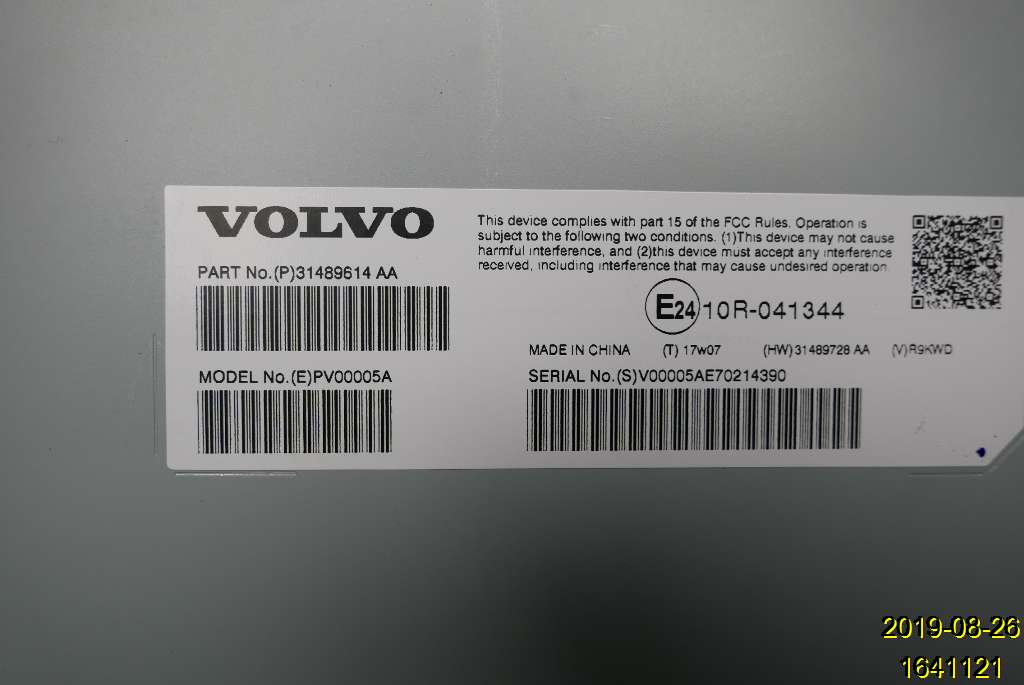 VOLVO
This device complies with part 15 of the FCC Rules. Operation is
subject to the following two conditions. (1)This device may not cause
harmful interference, and (2)this device must accept any interference
received, including interference that may cause undesired operation.
PART No.(P)31489614 AA
E24 10R-041344
MADE IN CHINA (T) 17w07 (HW)31489728 AA (V)R9KWD
MODEL No.(E)PV00005A
SERIAL No.(S)V00005AE70214390
2019-08-26
1641121